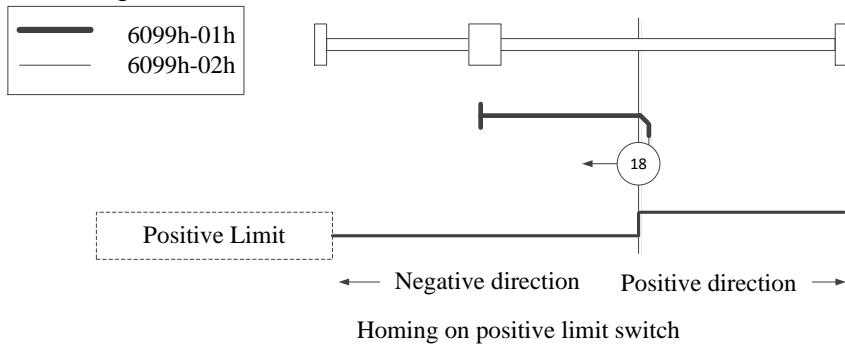 6099h-01h
6099h-02h
18
Positive Limit
Negative direction
Positive direction
Homing on positive limit switch